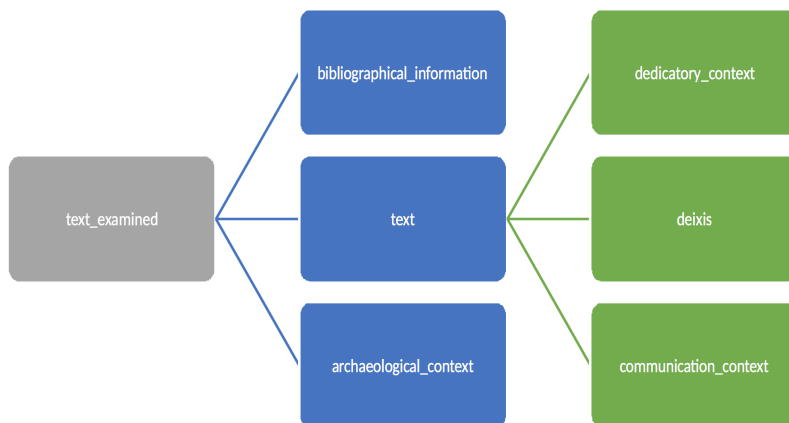 text_examined
bibliographical_information
text
archaeological_context
dedicatory_context
deixis
communication_context